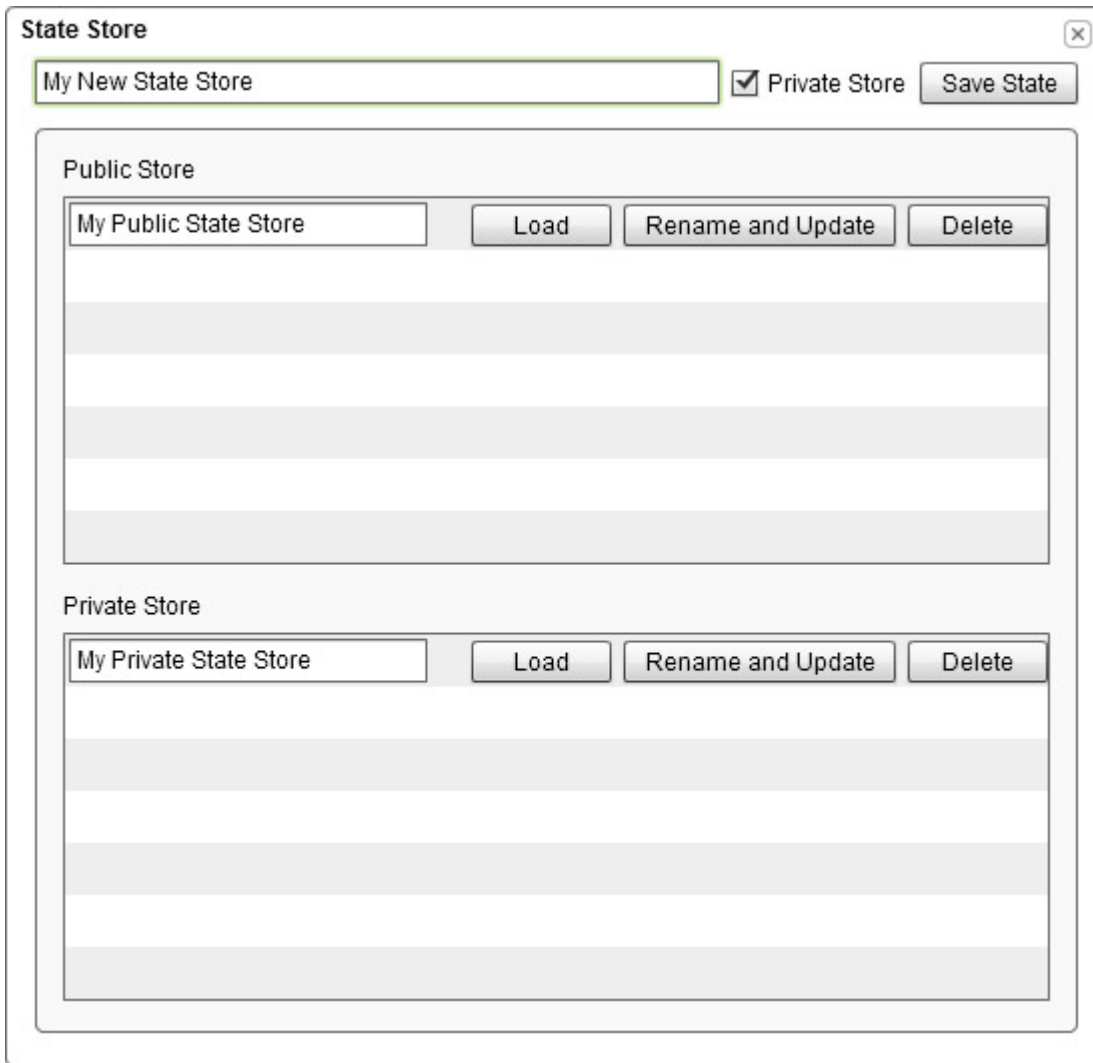 State Store
My New State Store Private Store Save State
Public Store
My Public State Store Load Rename and Update Delete
Private Store
My Private State Store Load Rename and Update Delete